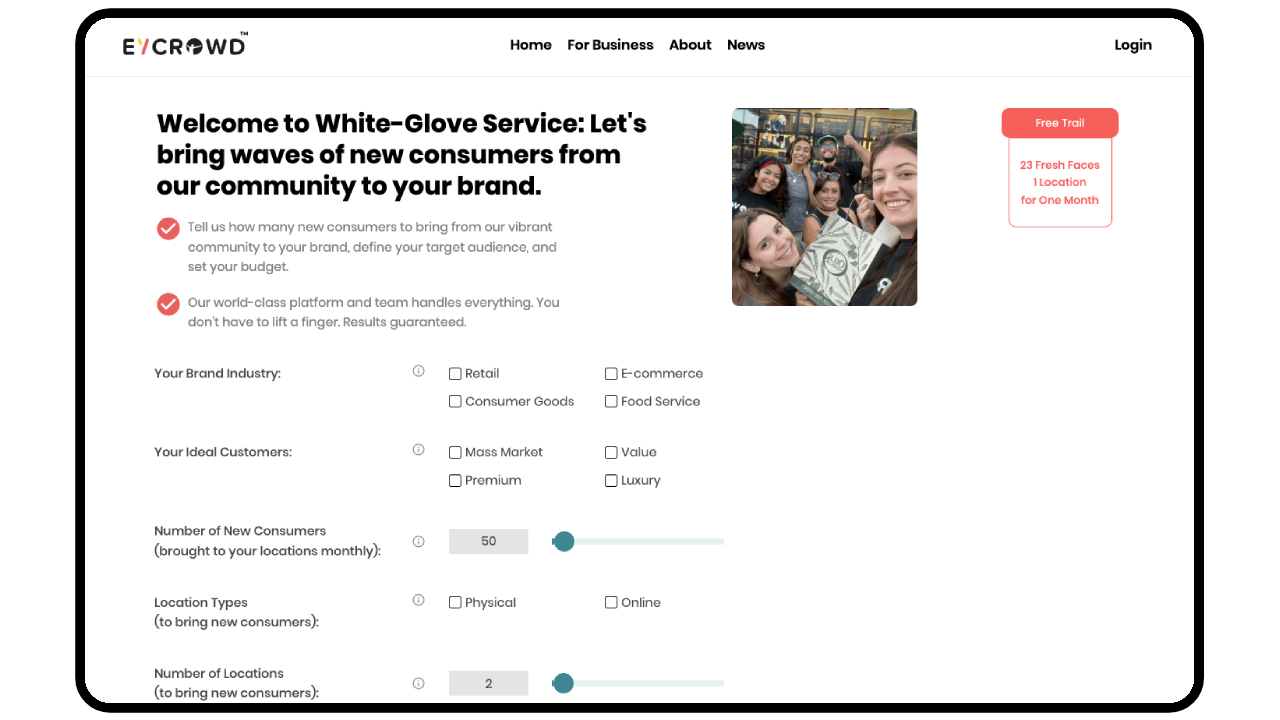 EYCROWD™
Home For Business About News
Login
Welcome to White-Glove Service: Let's
bring waves of new consumers from
our community to your brand.
Tell us how many new consumers to bring from our vibrant
community to your brand, define your target audience, and
set your budget.
Our world-class platform and team handles everything. You
don't have to lift a finger. Results guaranteed.
Free Trail
23 Fresh Faces
1 Location
for One Month
Your Brand Industry:
Retail E-commerce
Consumer Goods Food Service
Your Ideal Customers:
Mass Market Value
Premium Luxury
Number of New Consumers
(brought to your locations monthly):
50
Location Types
(to bring new consumers):
Physical Online
Number of Locations
(to bring new consumers):
2